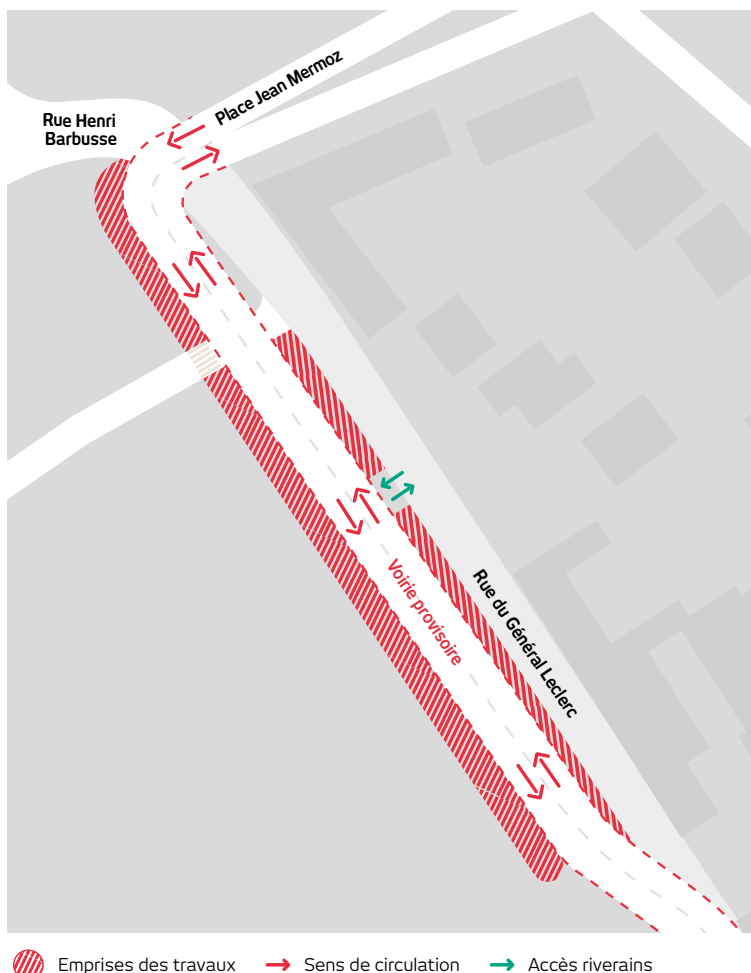 Place Jean Mermoz
Rue Henri
Barbusse
Voirie provisoire
Rue du Général Leclerc
Emprises des travaux
Sens de circulation
Accès riverains